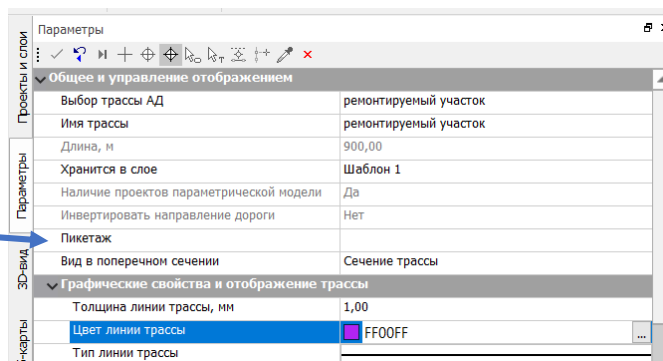 Параметры
Проекты и слои
Параметры
3D-вид
Общее и управление отображением
Выбор трассы АД ремонтируемый участок
Имя трассы ремонтируемый участок
Длина, м 900,00
Хранится в слое Шаблон 1
Наличие проектов параметрической модели Да
Инвертировать направление дороги Нет
Пикетаж
Вид в поперечном сечении Сечение трассы
Графические свойства и отображение трассы
Толщина линии трассы, мм 1,00
Цвет линии трассы FF00FF ...
Тип линии трассы